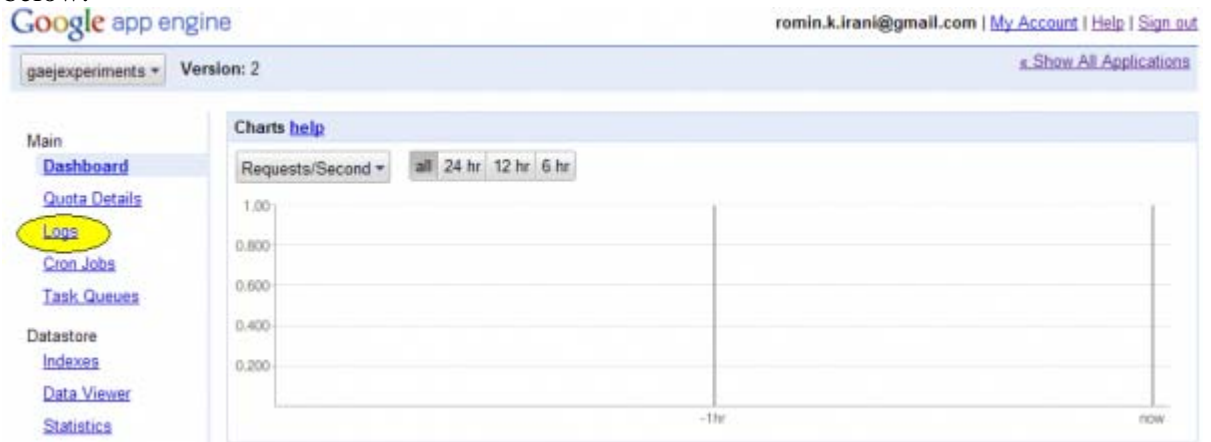 Google app engine
romin.k.irani@gmail.com | My Account | Help | Sign out
gaejexperiments Version: 2
« Show All Applications
Main
Dashboard
Quota Details
Logs
Cron Jobs
Task Queues
Datastore
Indexes
Data Viewer
Statistics
Charts help
Requests/Second all 24 hr 12 hr 6 hr
1.00
0.800
0.600
0.400
0.200
-1hr now